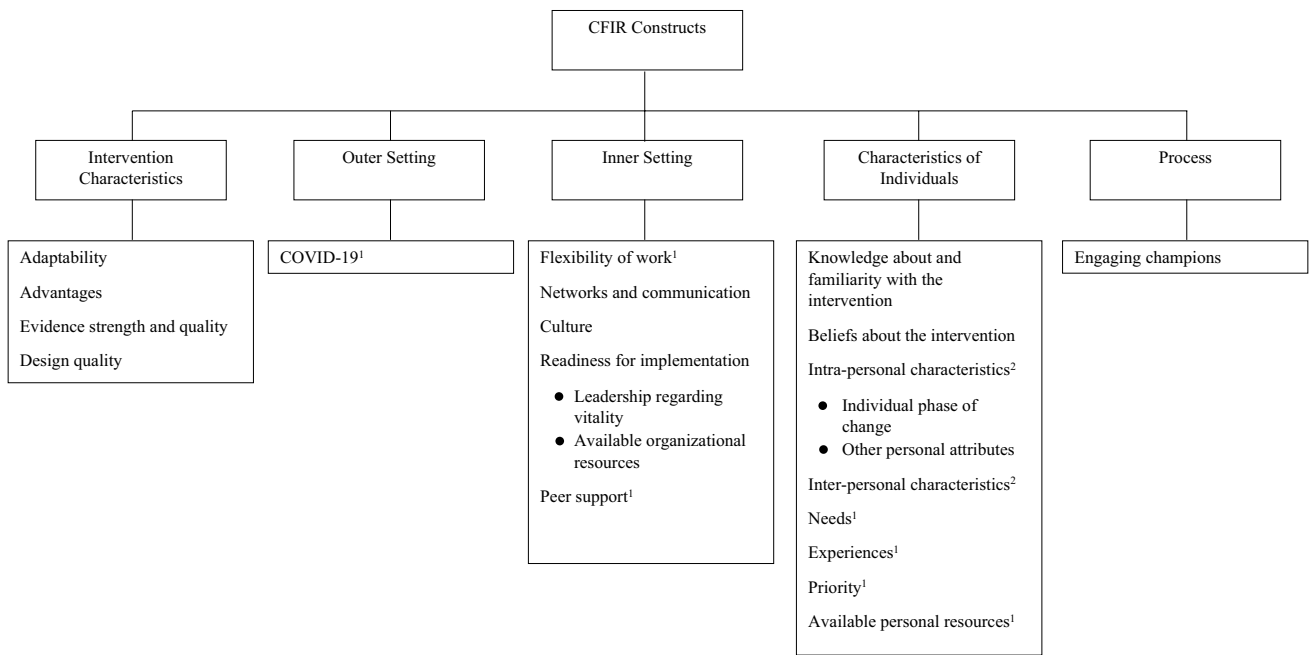 CFIR Constructs
Intervention
Characteristics
Outer Setting
Inner Setting
Characteristics of
Individuals
Process
Adaptability
Advantages
Evidence strength and quality
Design quality
COVID-19¹
Flexibility of work¹
Networks and communication
Culture
Readiness for implementation
● Leadership regarding
vitality
● Available organizational
resources
Peer support¹
Knowledge about and
familiarity with the
intervention
Beliefs about the intervention
Intra-personal characteristics²
● Individual phase of
change
● Other personal attributes
Inter-personal characteristics²
Needs¹
Experiences¹
Priority¹
Available personal resources¹
Engaging champions